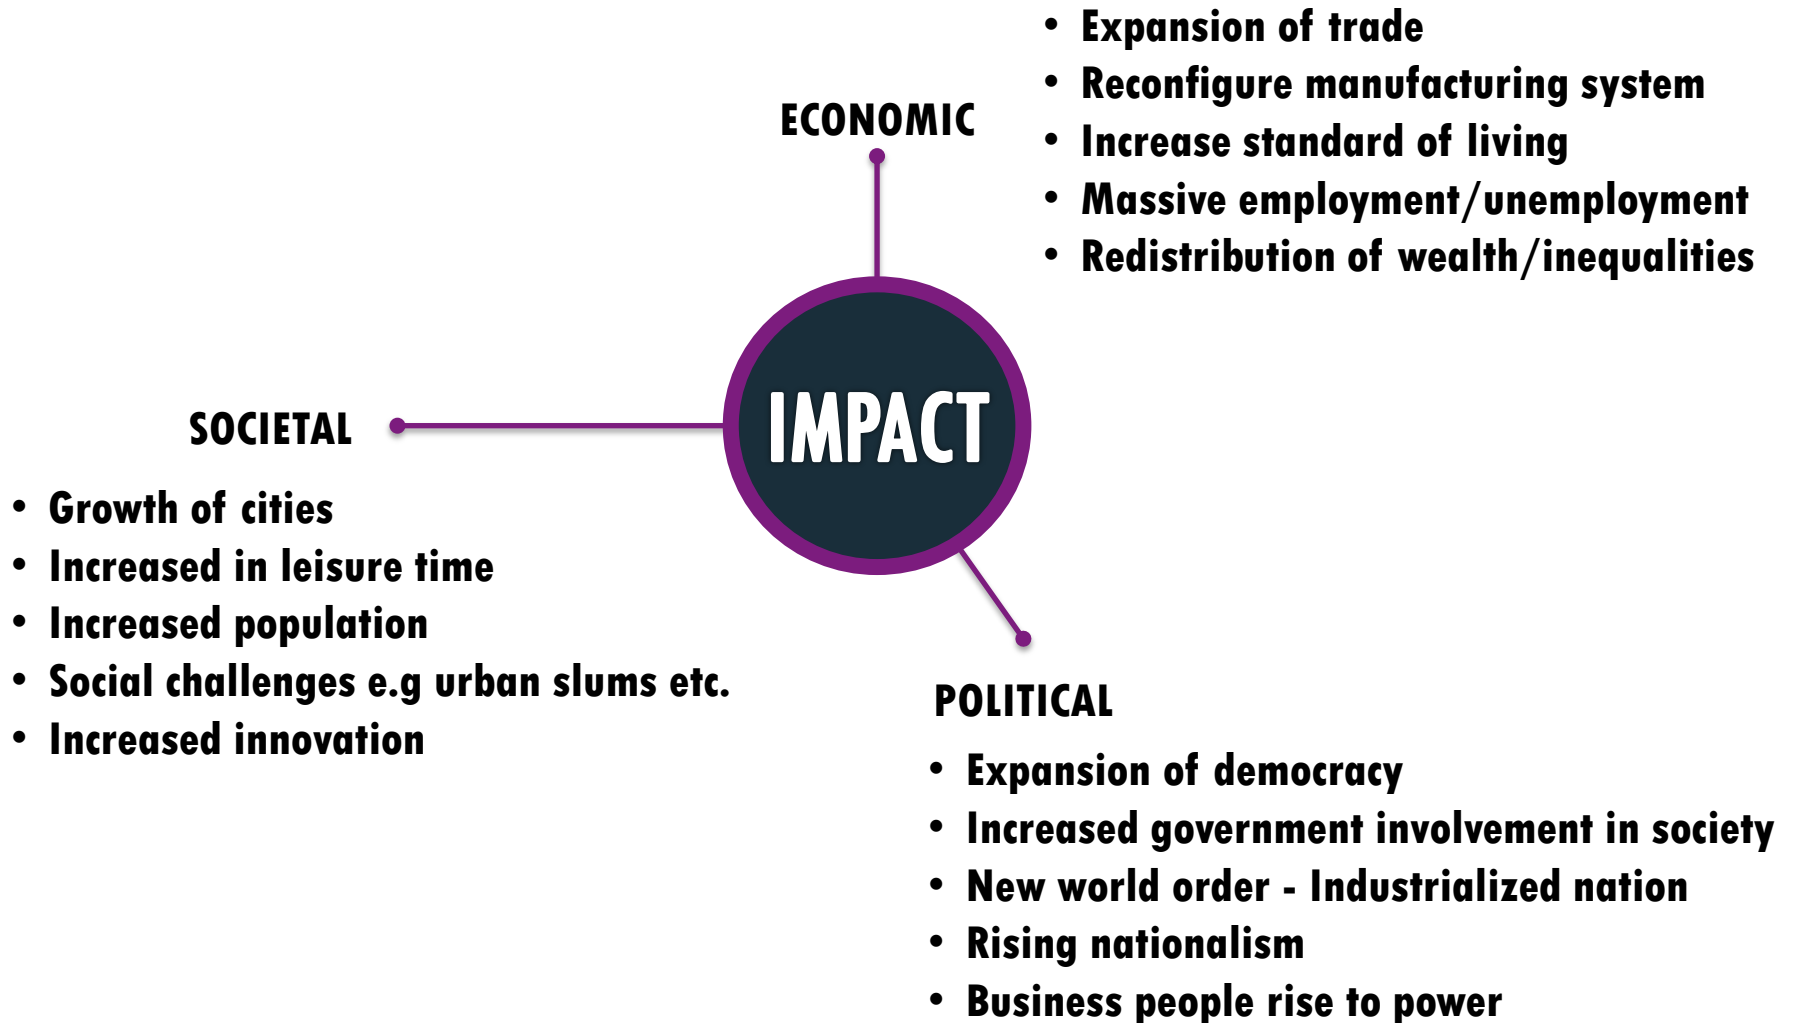 ECONOMIC
• Expansion of trade
• Reconfigure manufacturing system
• Increase standard of living
• Massive employment/unemployment
• Redistribution of wealth/inequalities
IMPACT
SOCIETAL
• Growth of cities
• Increased in leisure time
• Increased population
• Social challenges e.g urban slums etc.
• Increased innovation
POLITICAL
• Expansion of democracy
• Increased government involvement in society
• New world order - Industrialized nation
• Rising nationalism
• Business people rise to power